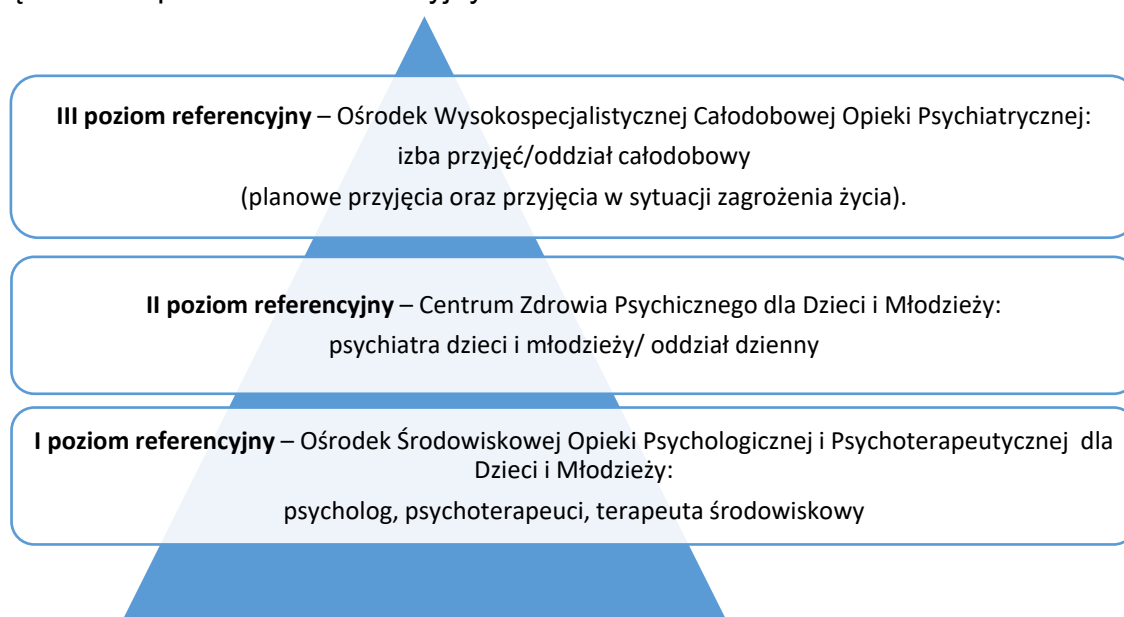 III poziom referencyjny – Ośrodek Wysokospecjalistycznej Całodobowej Opieki Psychiatrycznej:
izba przyjęć/oddział całodobowy
(planowe przyjęcia oraz przyjęcia w sytuacji zagrożenia życia).
II poziom referencyjny – Centrum Zdrowia Psychicznego dla Dzieci i Młodzieży:
psychiatra dzieci i młodzieży/ oddział dzienny
I poziom referencyjny – Ośrodek Środowiskowej Opieki Psychologicznej i Psychoterapeutycznej dla
Dzieci i Młodzieży:
psycholog, psychoterapeuci, terapeuta środowiskowy